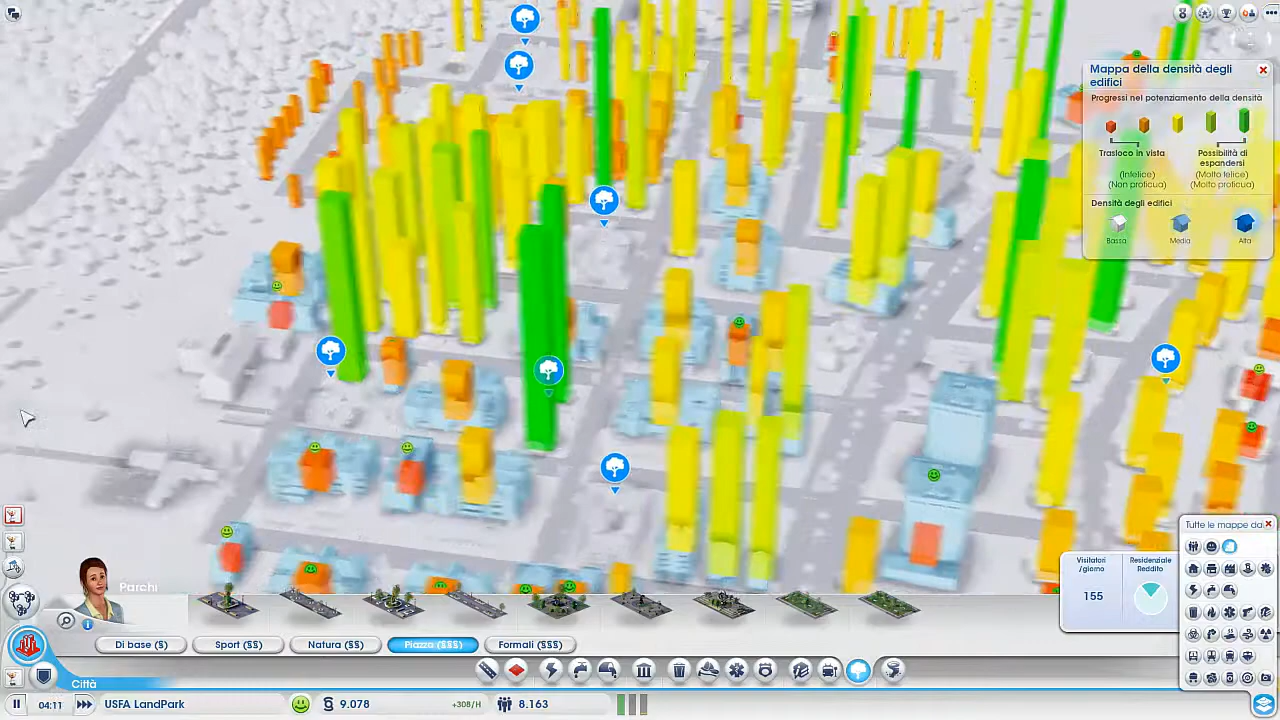 Mappa della densità degli
edifici
Progressi nel potenziamento della densità
Trasloco in vista
Possibilità di
espandersi
(Infelice)
(Molto felice)
(Non proficua)
(Molto proficua)
Densità degli edifici
Bassa
Media
Alta
Tutte le mappe da
Visitatori
/giorno
Residenziale
Reddito
155
Parchi
Di base (§)
Sport (§§)
Natura (§§)
Piazza (§§§)
Formali (§§§)
Città
04:11
USFA LandPark
9.078
+308/H
8.163